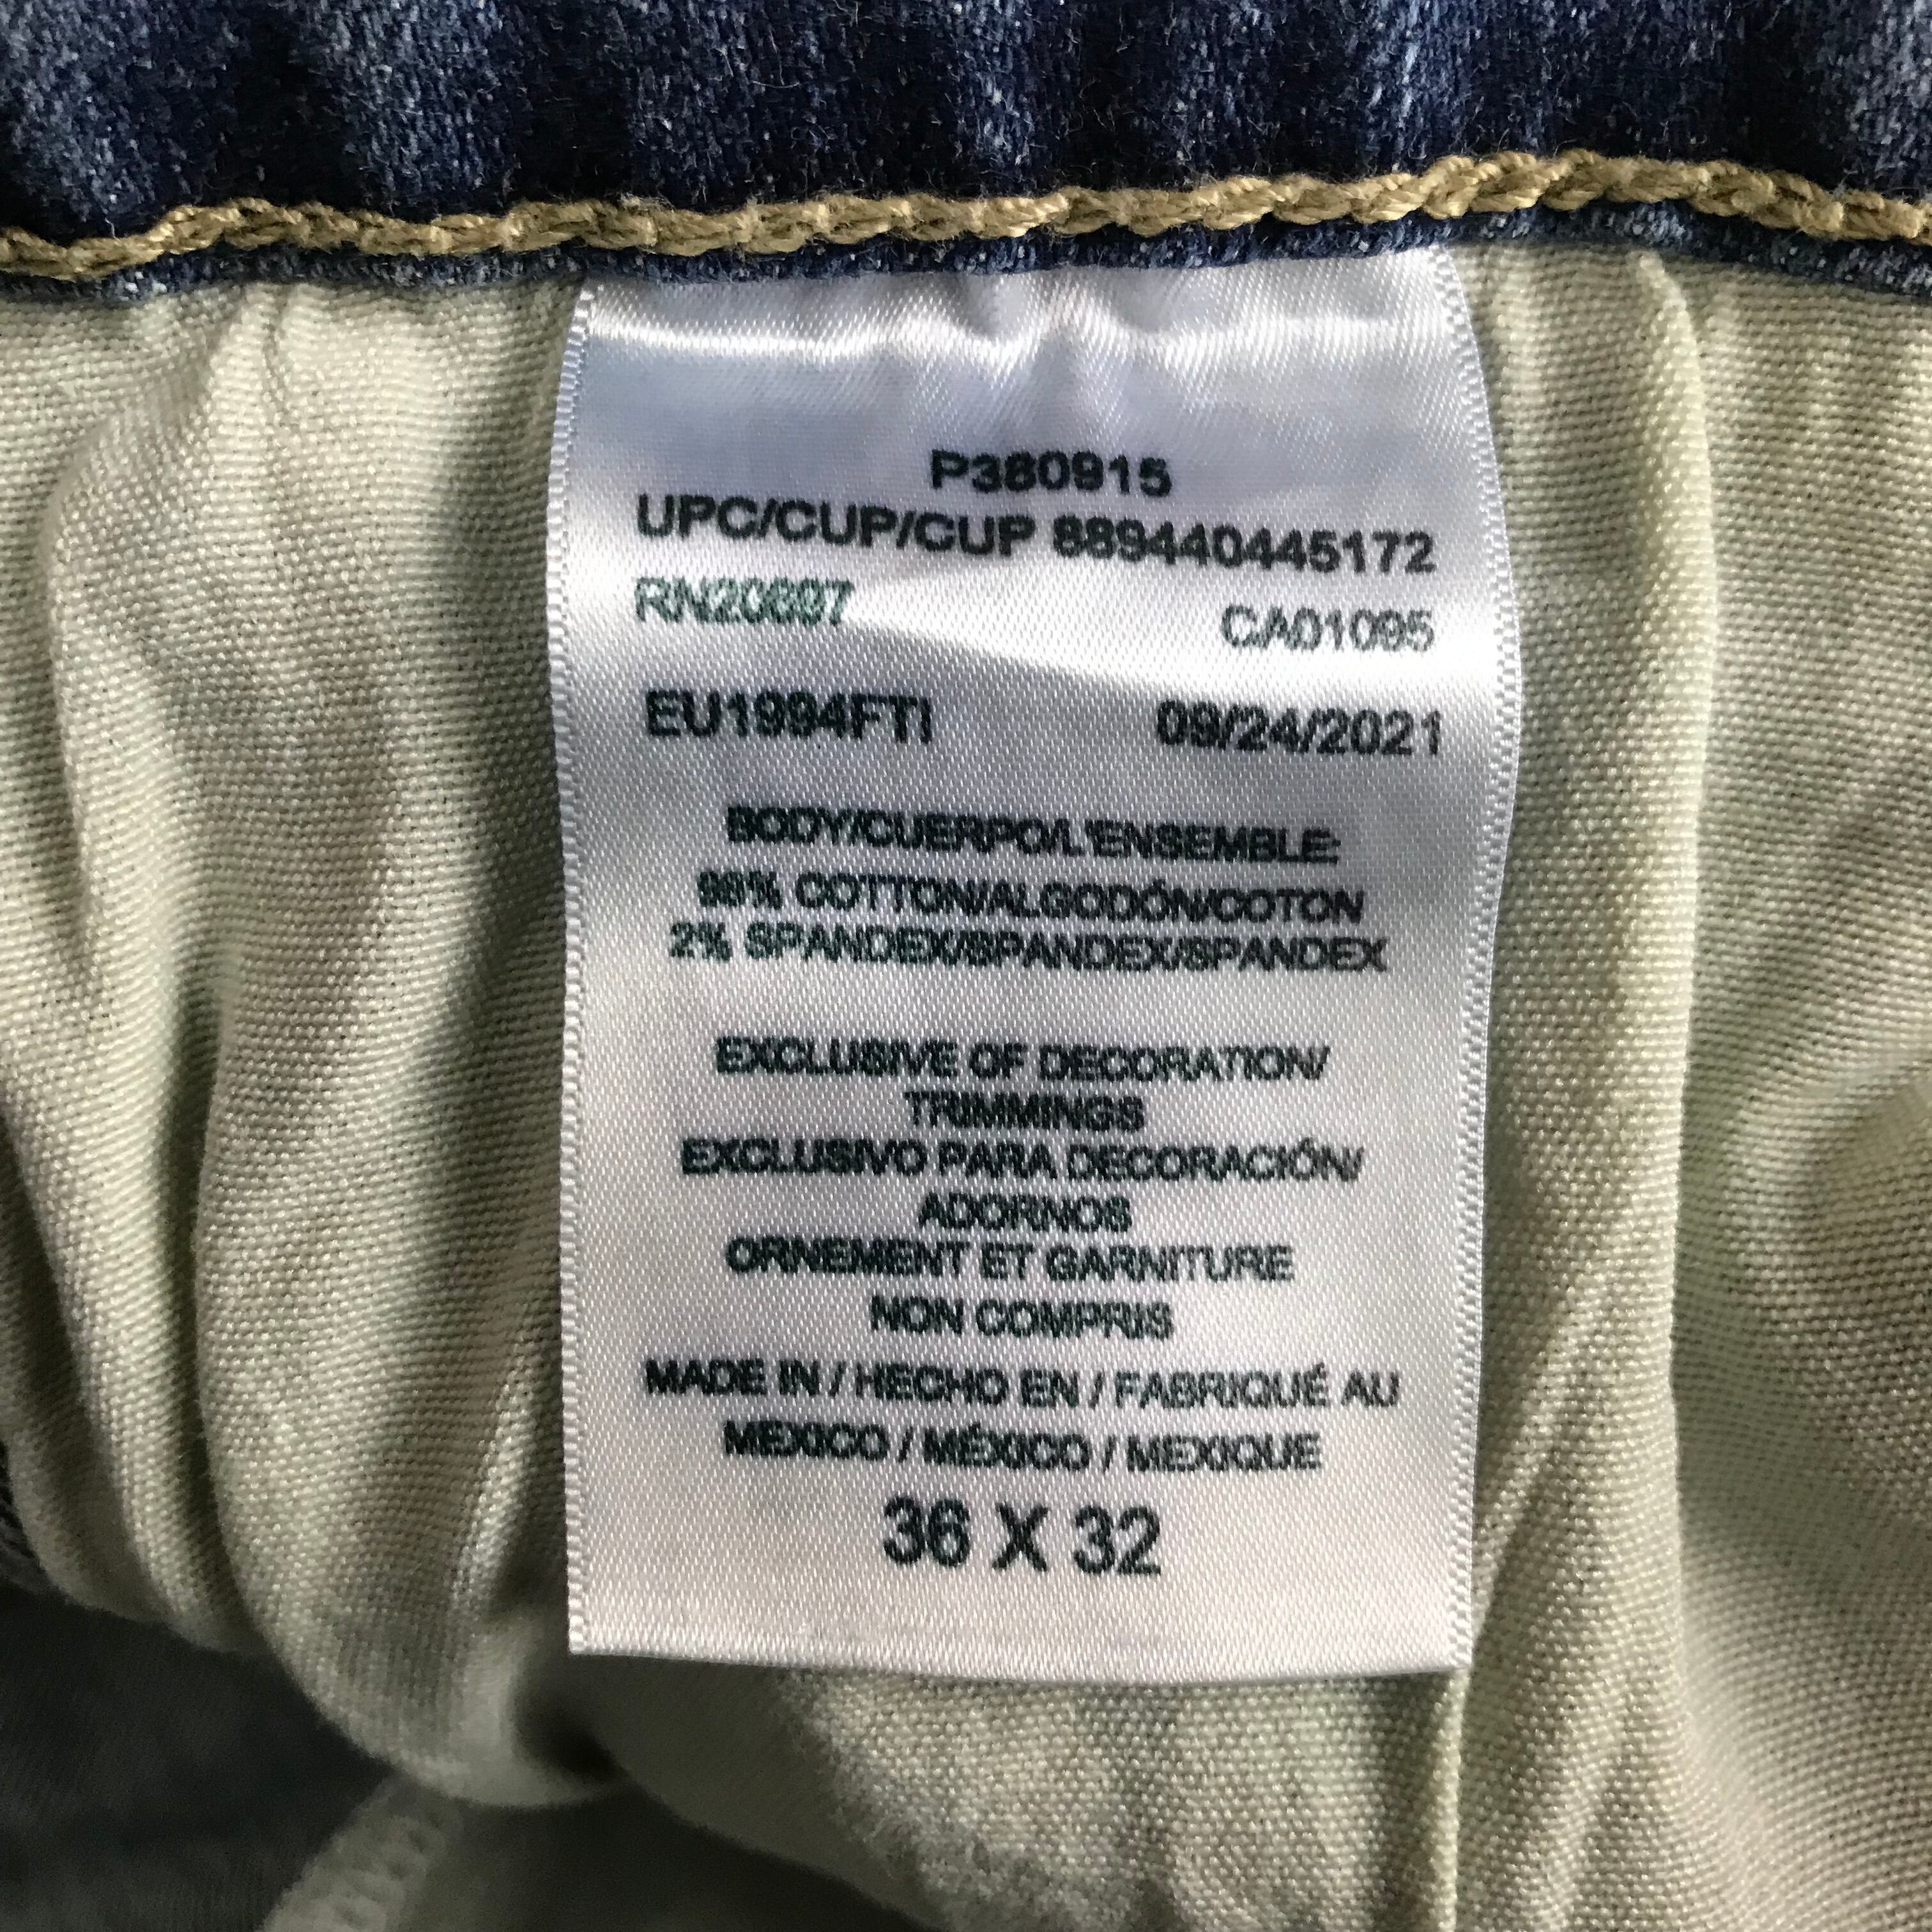 P380915
UPC/CUP/CUP 889440445172
RN20697 CA01095
EU1994FTI 09/24/2021
BODY/CUERPO/L'ENSEMBLE:
98% COTTON/ALGODÓN/COTON
2% SPANDEX/SPANDEX/SPANDEX
EXCLUSIVE OF DECORATION/
TRIMMINGS
EXCLUSIVO PARA DECORACIÓN/
ADORNOS
ORNEMENT ET GARNITURE
NON COMPRIS
MADE IN / HECHO EN / FABRIQUÉ AU
MEXICO / MÉXICO / MEXIQUE
36 X 32